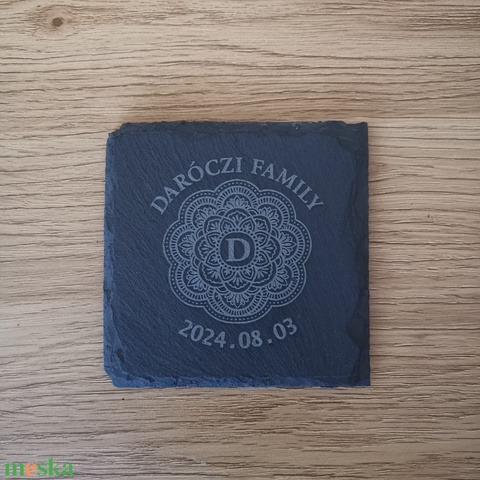 DARÓCZI FAMILY
D
2024.08.03
meska